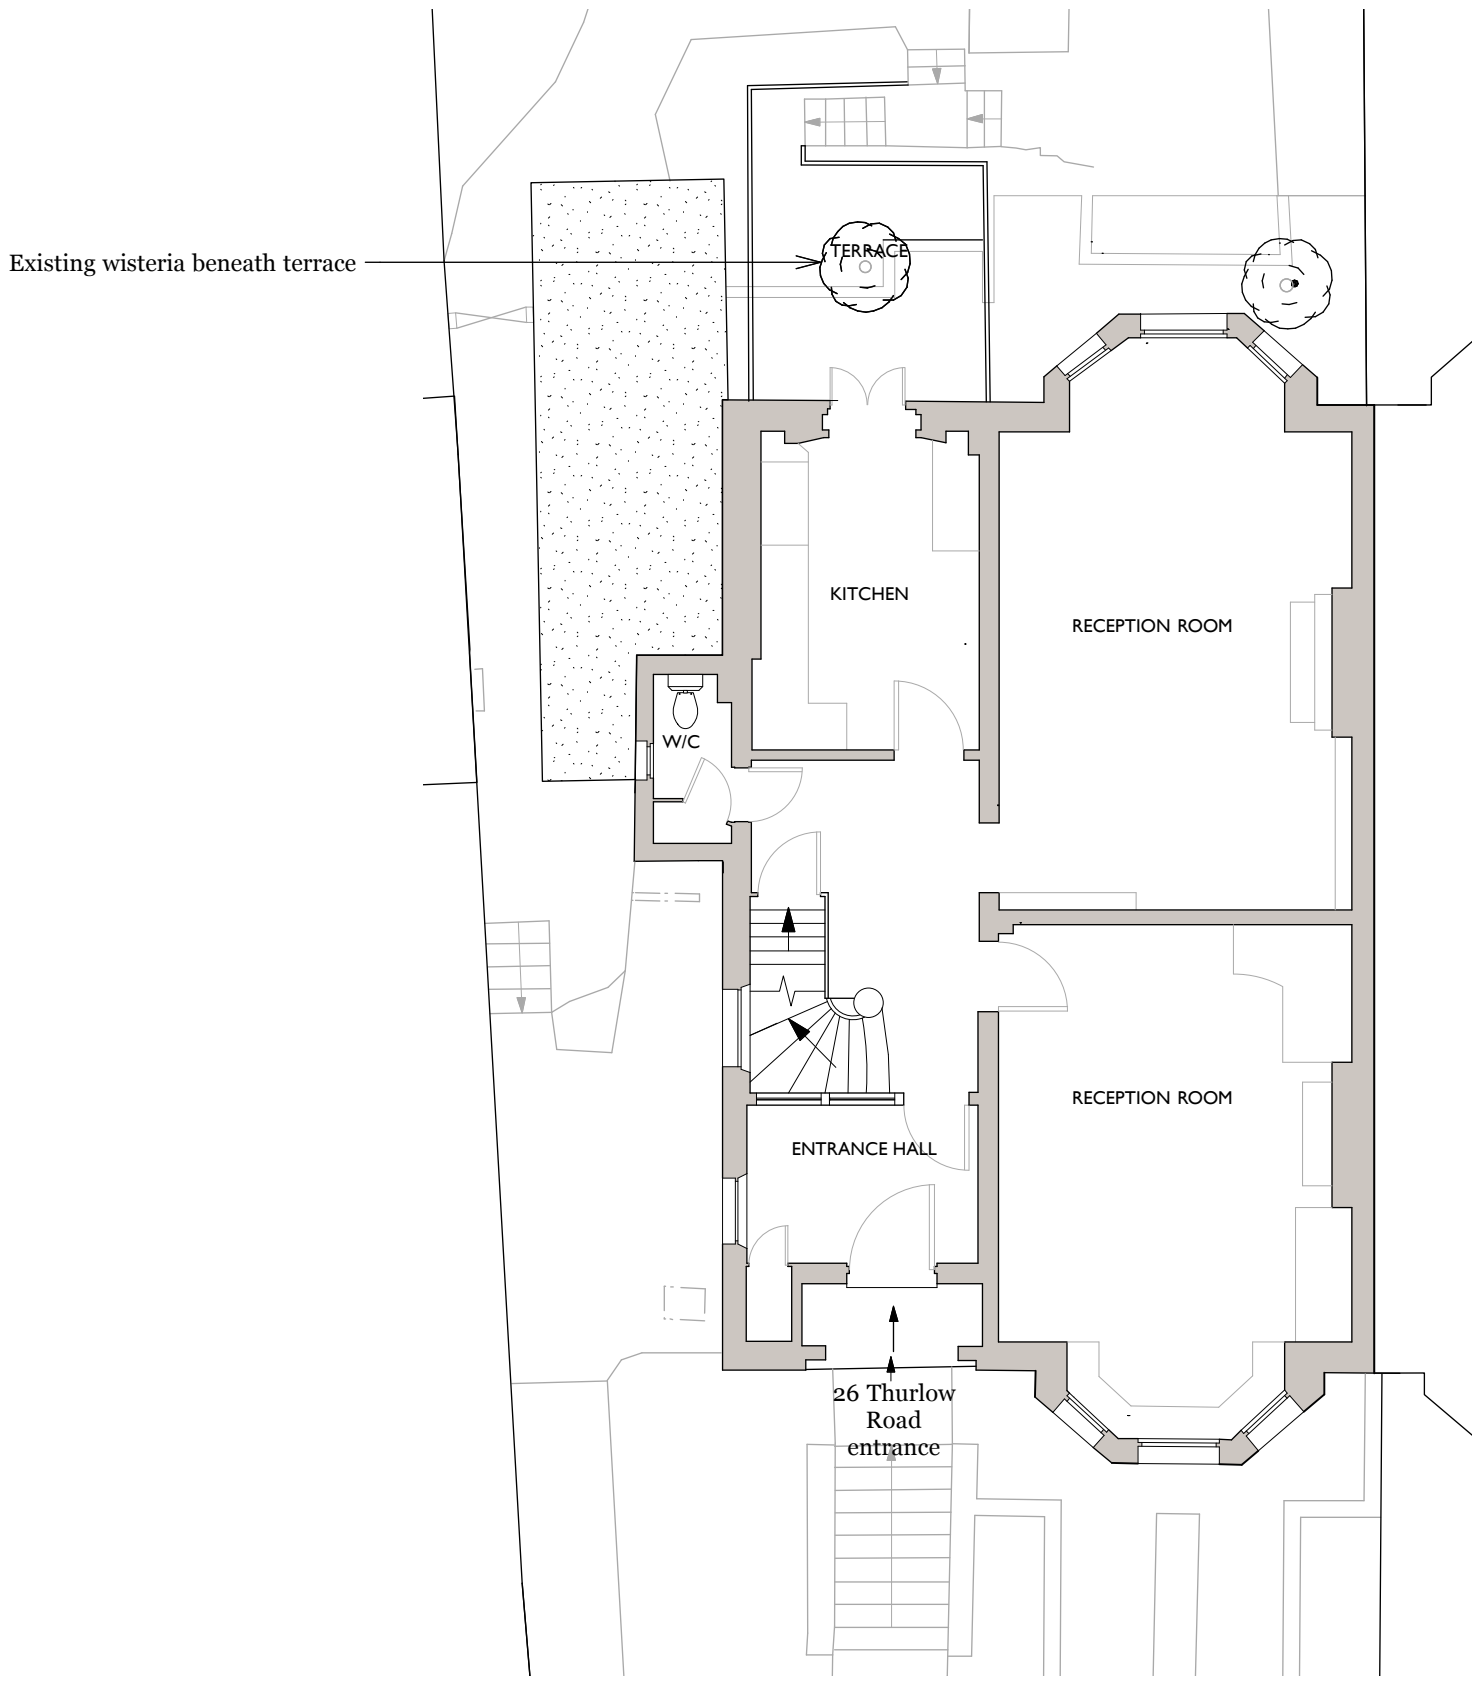 TERRACE
Existing wisteria beneath terrace
KITCHEN
RECEPTION ROOM
W/C
RECEPTION ROOM
ENTRANCE HALL
26 Thurlow
Road
entrance